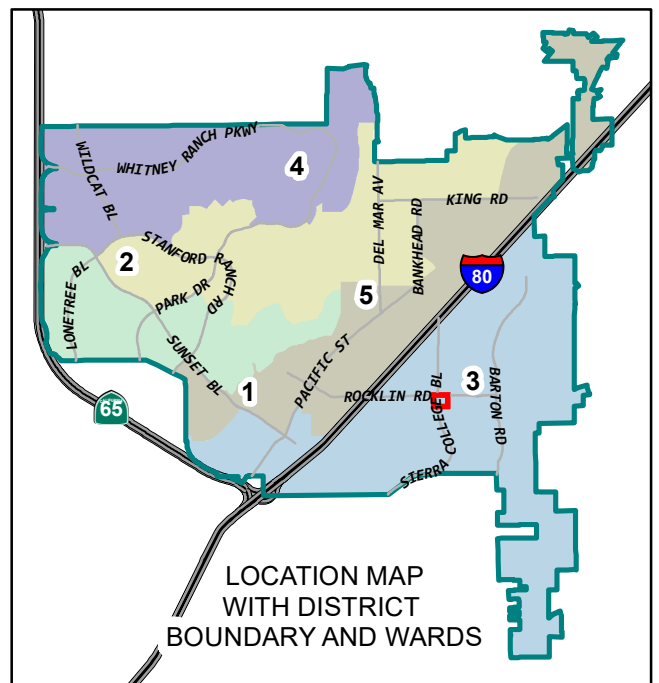 WHITNEY RANCH PKWY
WILDCAT BL
4
KING RD
DEL MAR AV
BANKHEAD RD
STANFORD RANCH RD
2
PARK DR
LONETREE BL
80
5
SUNSET BL
PACIFIC ST
1
ROCKLIN RD
3
BARTON RD
65
SIERRA COLLEGE BL
LOCATION MAP
WITH DISTRICT
BOUNDARY AND WARDS